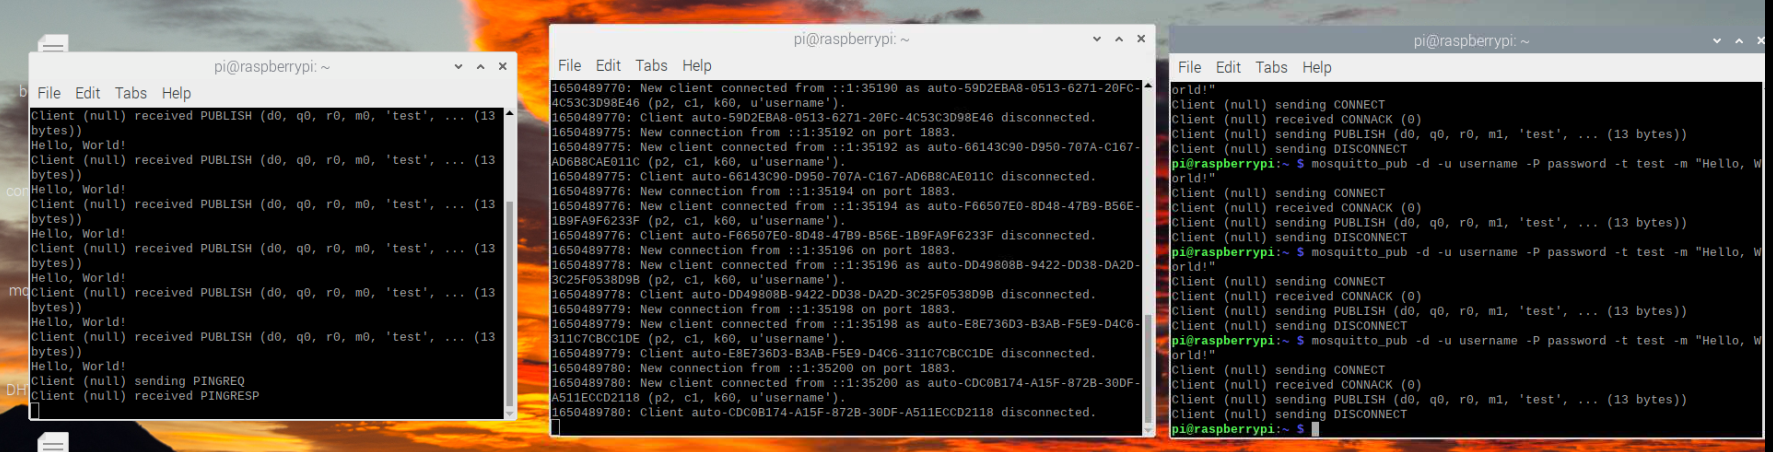 pi@raspberrypi: ~
File Edit Tabs Help
Client (null) received PUBLISH (d0, q0, r0, m0, 'test', ... (13
bytes))
Hello, World!
Client (null) received PUBLISH (d0, q0, r0, m0, 'test', ... (13
bytes))
Hello, World!
Client (null) received PUBLISH (d0, q0, r0, m0, 'test', ... (13
bytes))
Hello, World!
Client (null) received PUBLISH (d0, q0, r0, m0, 'test', ... (13
bytes))
Hello, World!
Client (null) received PUBLISH (d0, q0, r0, m0, 'test', ... (13
bytes))
Hello, World!
Client (null) received PUBLISH (d0, q0, r0, m0, 'test', ... (13
bytes))
Hello, World!
Client (null) sending PINGREQ
Client (null) received PINGRESP
pi@raspberrypi: ~
File Edit Tabs Help
1650489770: New client connected from ::1:35190 as auto-59D2EBA8-0513-6271-20FC-
4C53C3D98E46 (p2, c1, k60, u'username').
1650489770: Client auto-59D2EBA8-0513-6271-20FC-4C53C3D98E46 disconnected.
1650489775: New connection from ::1:35192 on port 1883.
1650489775: New client connected from ::1:35192 as auto-66143C90-D950-707A-C167-
AD6B8CAE011C (p2, c1, k60, u'username').
1650489775: Client auto-66143C90-D950-707A-C167-AD6B8CAE011C disconnected.
1650489776: New connection from ::1:35194 on port 1883.
1650489776: New client connected from ::1:35194 as auto-F66507E0-8D48-47B9-B56E-
1B9FA9F6233F (p2, c1, k60, u'username').
1650489776: Client auto-F66507E0-8D48-47B9-B56E-1B9FA9F6233F disconnected.
1650489778: New connection from ::1:35196 on port 1883.
1650489778: New client connected from ::1:35196 as auto-DD49808B-9422-DD38-DA2D-
3C25F0538D9B (p2, c1, k60, u'username').
1650489778: Client auto-DD49808B-9422-DD38-DA2D-3C25F0538D9B disconnected.
1650489779: New connection from ::1:35198 on port 1883.
1650489779: New client connected from ::1:35198 as auto-E8E736D3-B3AB-F5E9-D4C6-
311C7CBCC1DE (p2, c1, k60, u'username').
1650489779: Client auto-E8E736D3-B3AB-F5E9-D4C6-311C7CBCC1DE disconnected.
1650489780: New connection from ::1:35200 on port 1883.
1650489780: New client connected from ::1:35200 as auto-CDC0B174-A15F-872B-30DF-
A511ECCD2118 (p2, c1, k60, u'username').
1650489780: Client auto-CDC0B174-A15F-872B-30DF-A511ECCD2118 disconnected.
pi@raspberrypi: ~
File Edit Tabs Help
orld!"
Client (null) sending CONNECT
Client (null) received CONNACK (0)
Client (null) sending PUBLISH (d0, q0, r0, m1, 'test', ... (13 bytes))
Client (null) sending DISCONNECT
pi@raspberrypi:~ $ mosquitto_pub -d -u username -P password -t test -m "Hello, W
orld!"
Client (null) sending CONNECT
Client (null) received CONNACK (0)
Client (null) sending PUBLISH (d0, q0, r0, m1, 'test', ... (13 bytes))
Client (null) sending DISCONNECT
pi@raspberrypi:~ $ mosquitto_pub -d -u username -P password -t test -m "Hello, W
orld!"
Client (null) sending CONNECT
Client (null) received CONNACK (0)
Client (null) sending PUBLISH (d0, q0, r0, m1, 'test', ... (13 bytes))
Client (null) sending DISCONNECT
pi@raspberrypi:~ $ mosquitto_pub -d -u username -P password -t test -m "Hello, W
orld!"
Client (null) sending CONNECT
Client (null) received CONNACK (0)
Client (null) sending PUBLISH (d0, q0, r0, m1, 'test', ... (13 bytes))
Client (null) sending DISCONNECT
pi@raspberrypi:~ $